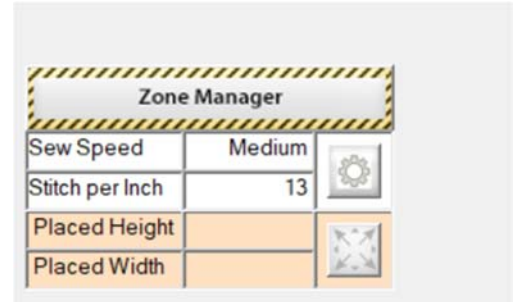 Zone Manager
Sew Speed Medium
Stitch per Inch 13
Placed Height
Placed Width